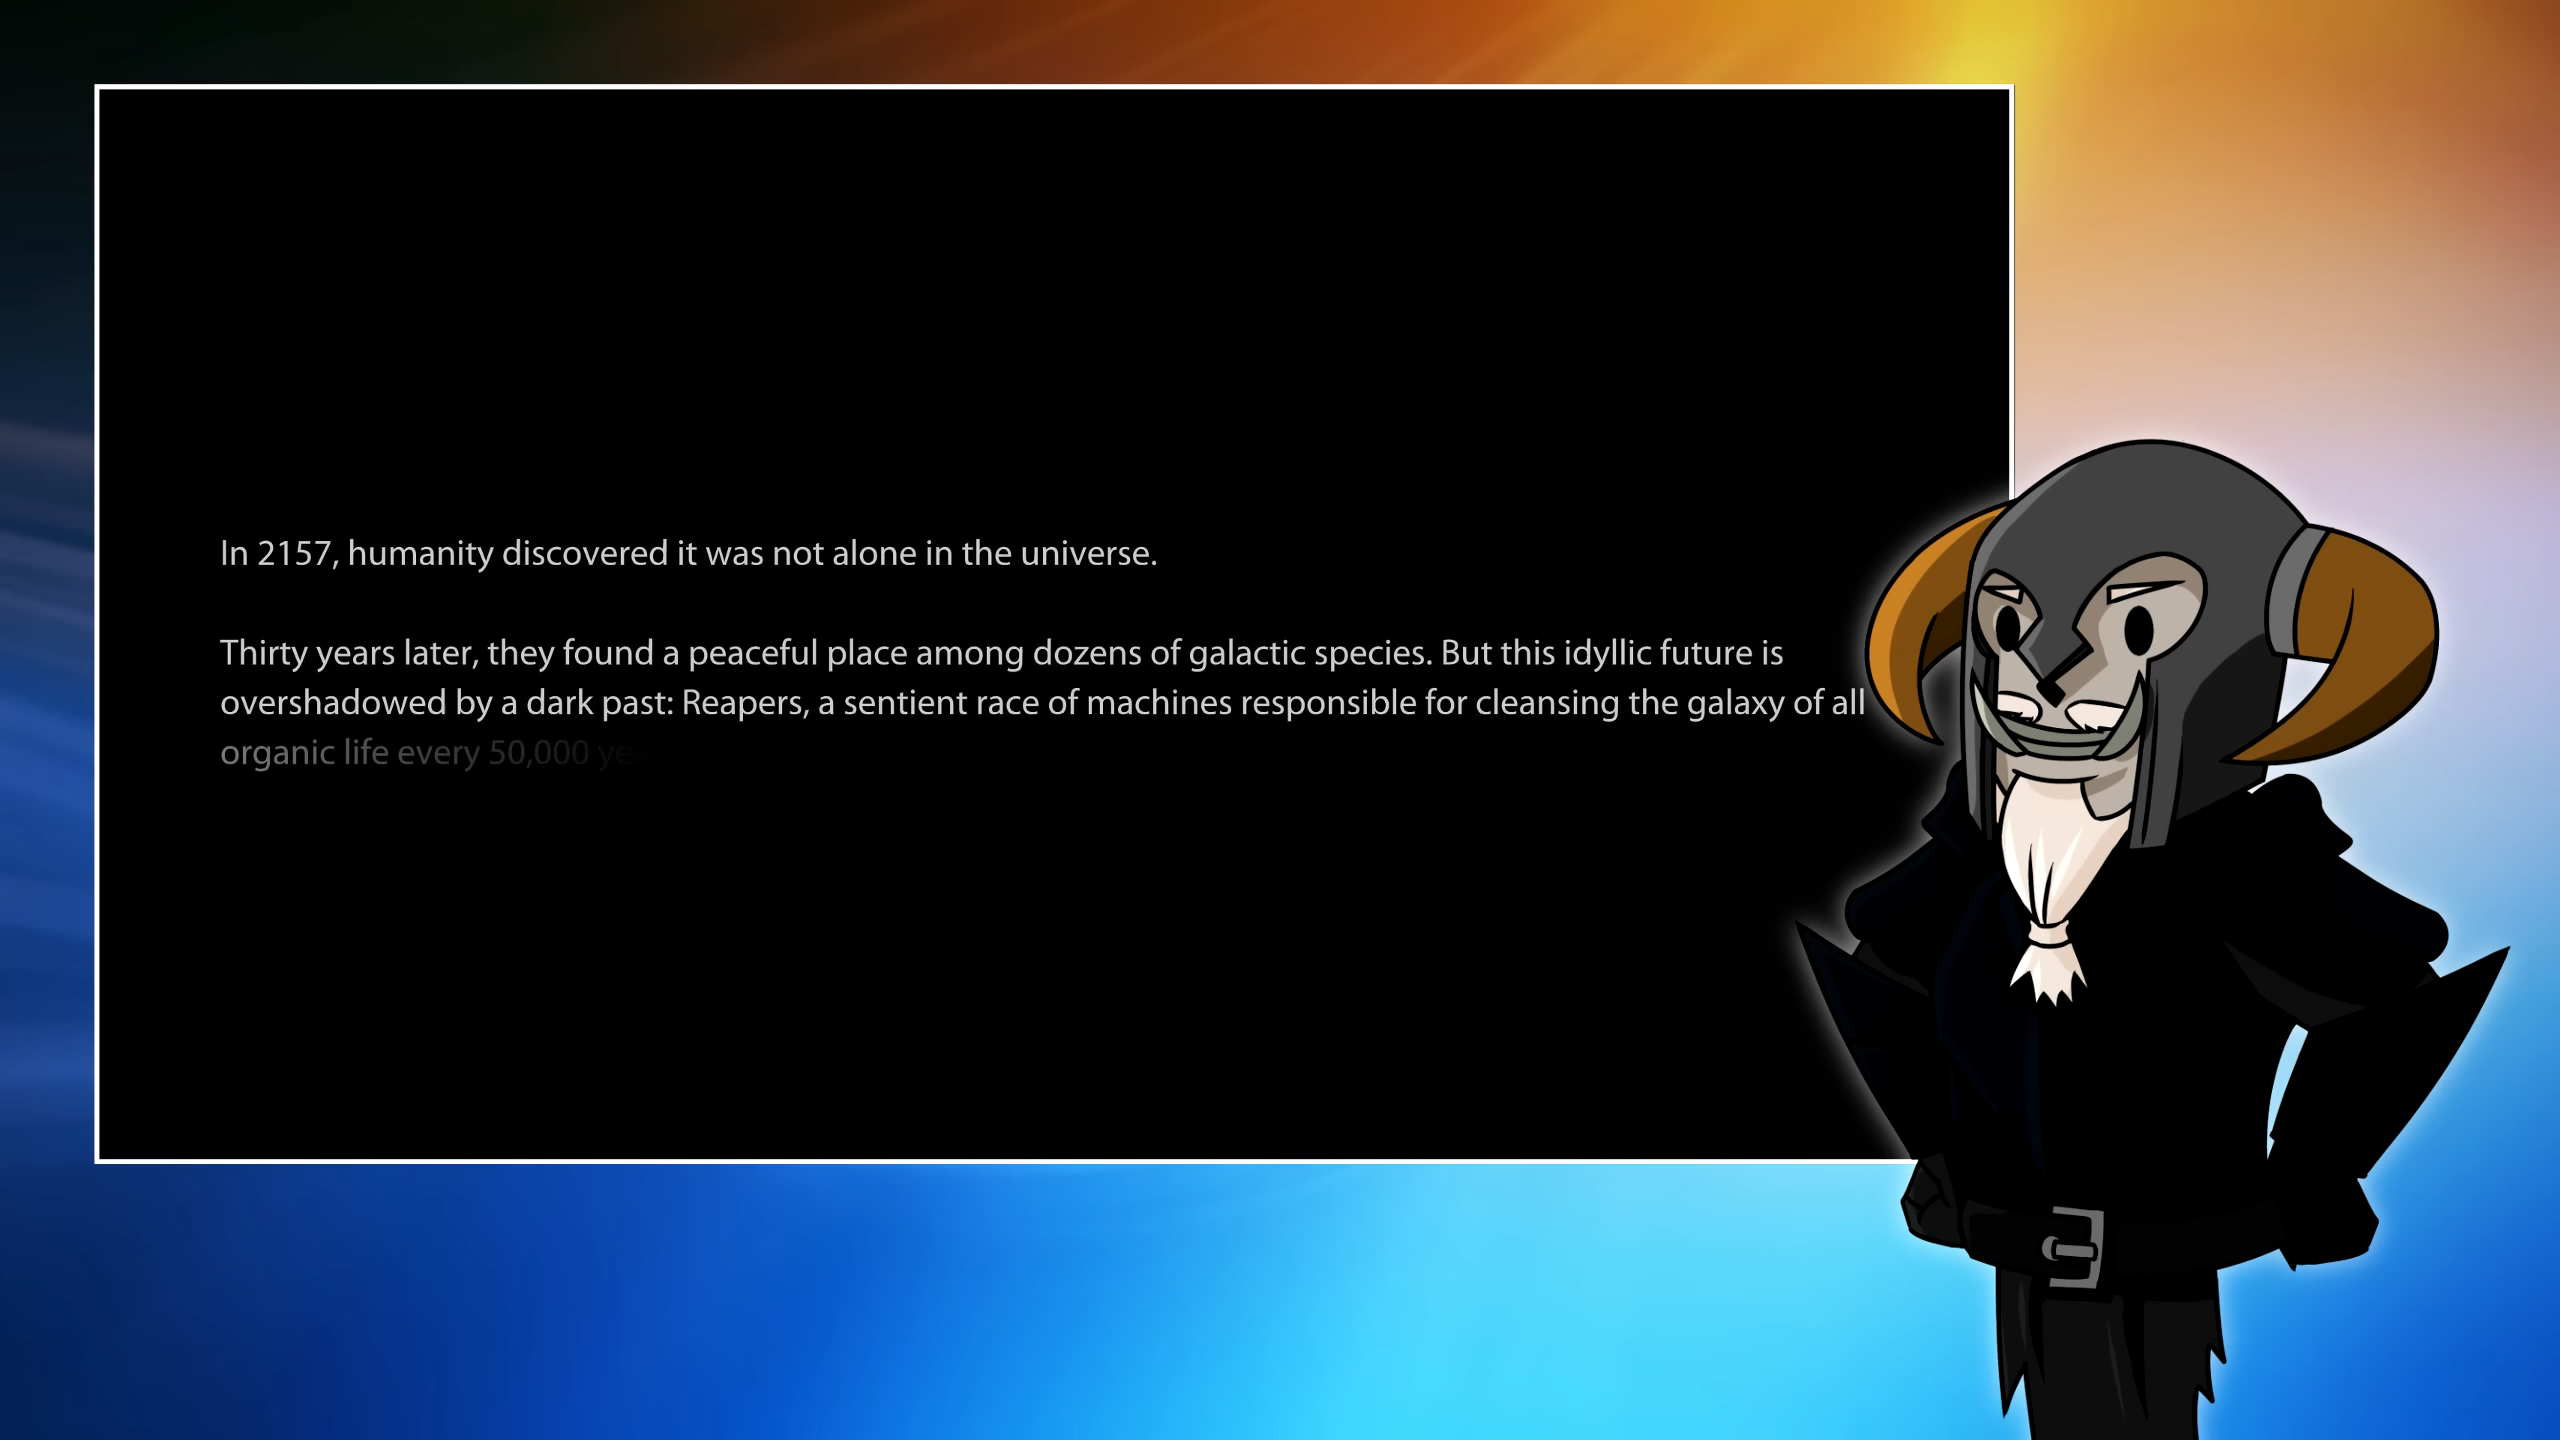 In 2157, humanity discovered it was not alone in the universe.
Thirty years later, they found a peaceful place among dozens of galactic species. But this idyllic future is
overshadowed by a dark past: Reapers, a sentient race of machines responsible for cleansing the galaxy of all
organic life every 50,000